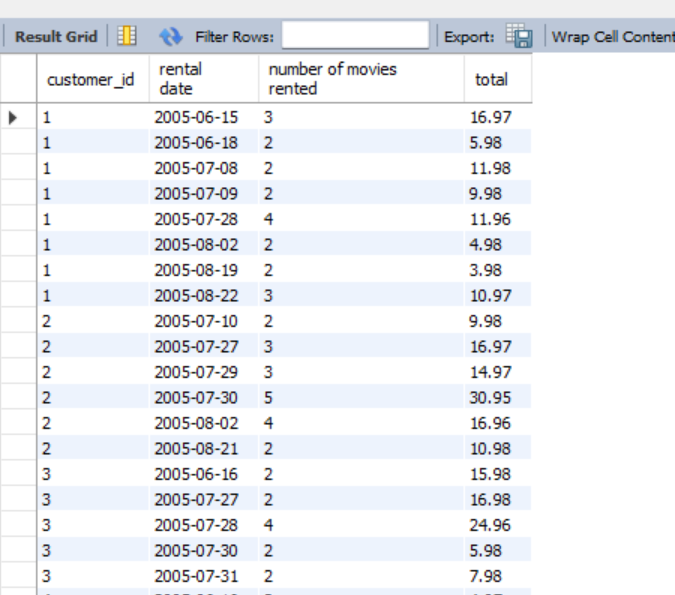 Result Grid Filter Rows: Export: Wrap Cell Content
customer_id rental date number of movies rented total
1 2005-06-15 3 16.97
1 2005-06-18 2 5.98
1 2005-07-08 2 11.98
1 2005-07-09 2 9.98
1 2005-07-28 4 11.96
1 2005-08-02 2 4.98
1 2005-08-19 2 3.98
1 2005-08-22 3 10.97
2 2005-07-10 2 9.98
2 2005-07-27 3 16.97
2 2005-07-29 3 14.97
2 2005-07-30 5 30.95
2 2005-08-02 4 16.96
2 2005-08-21 2 10.98
3 2005-06-16 2 15.98
3 2005-07-27 2 16.98
3 2005-07-28 4 24.96
3 2005-07-30 2 5.98
3 2005-07-31 2 7.98